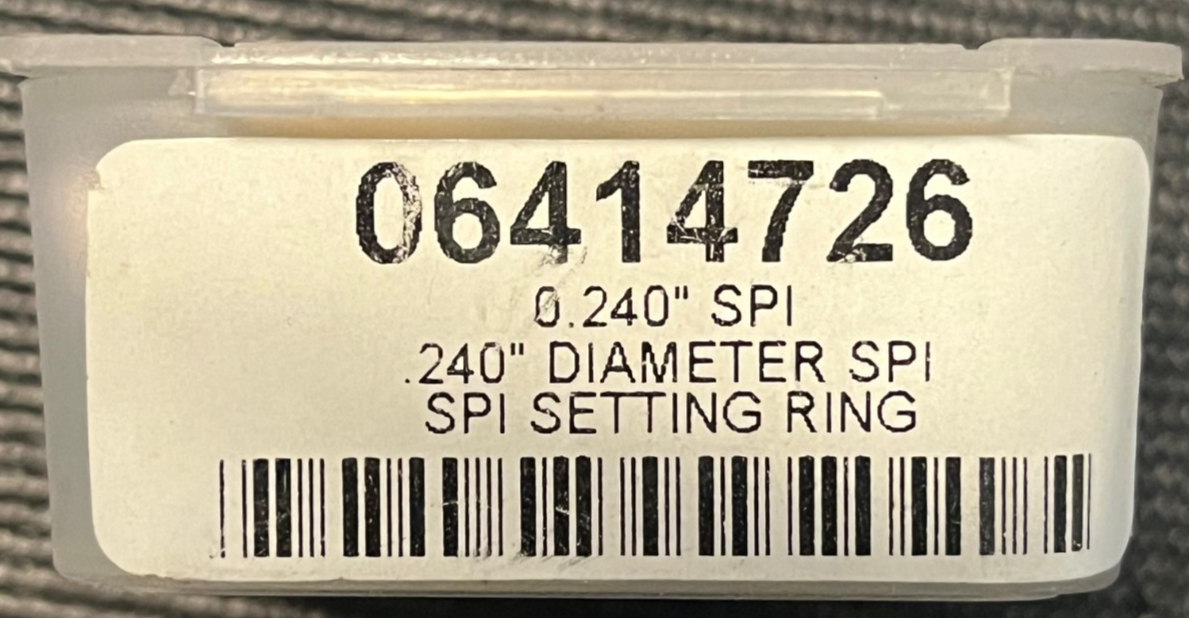 06414726
0.240" SPI
.240" DIAMETER SPI
SPI SETTING RING